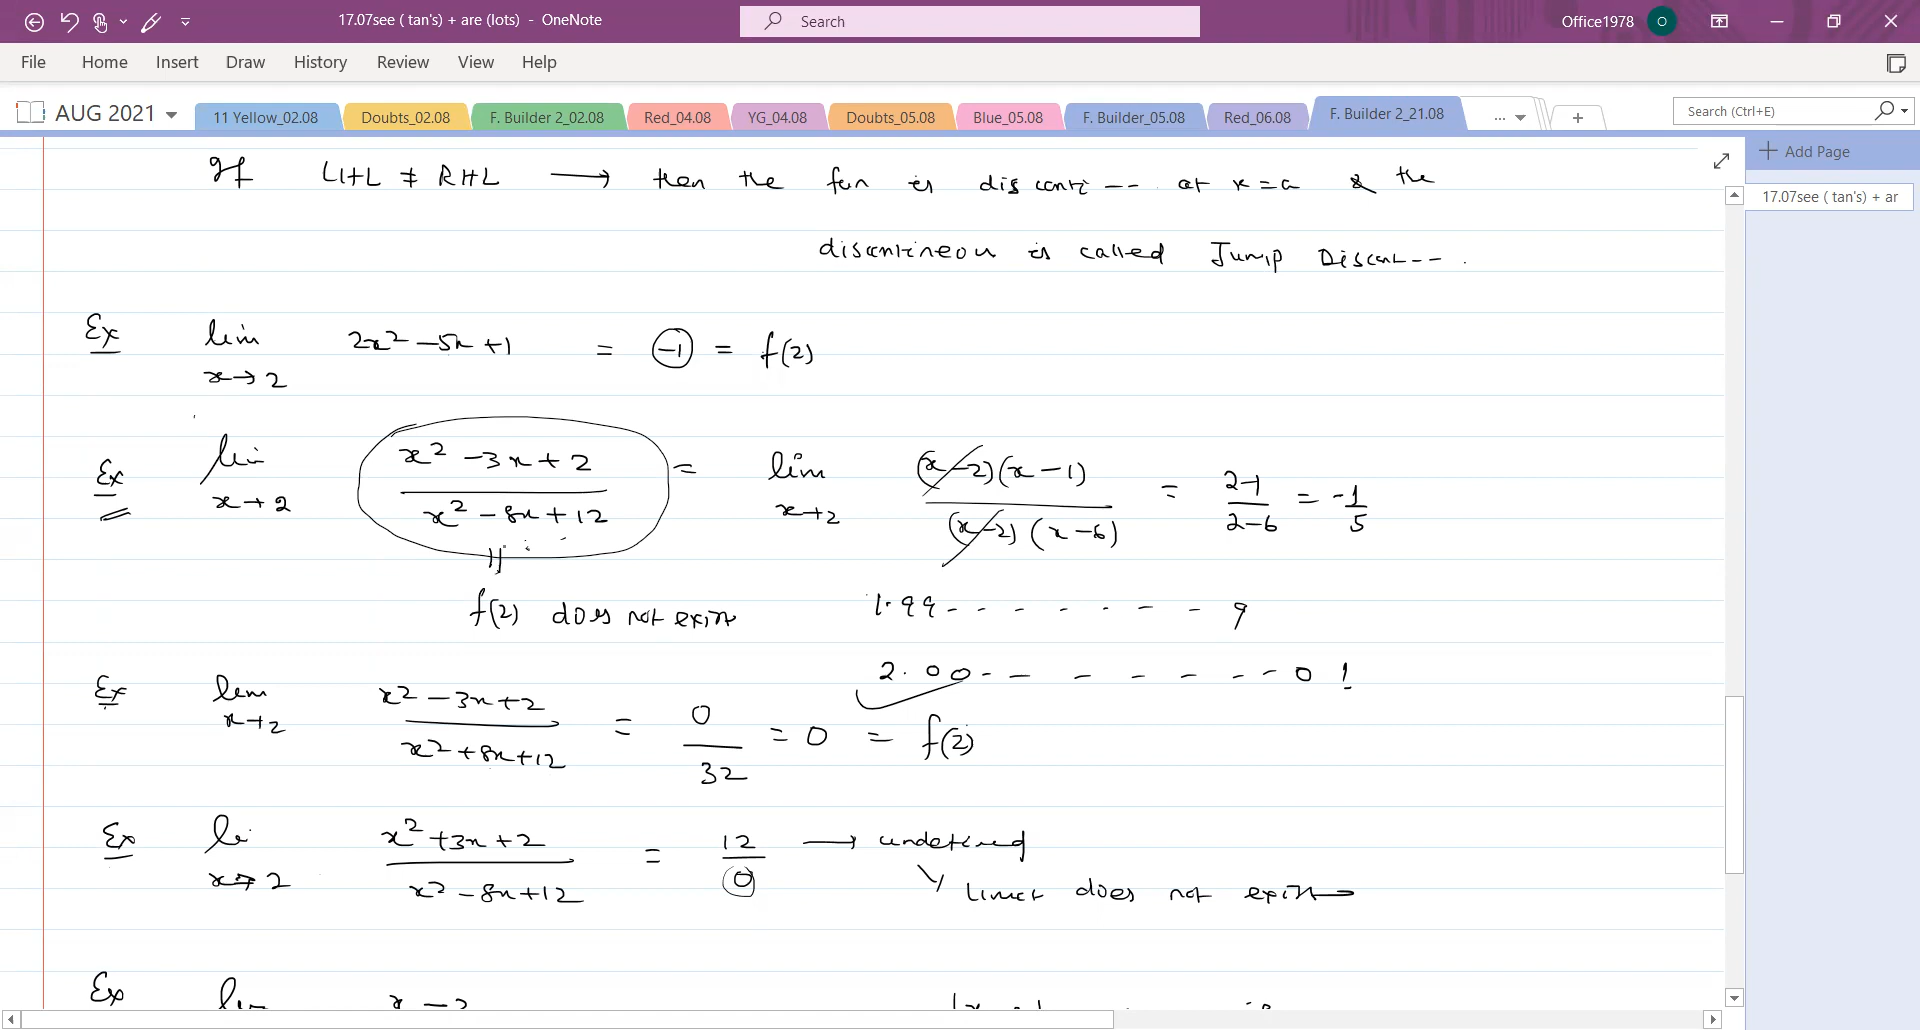 17.07see ( tan's) + are (lots) - OneNote
Search
Office1978
O
File Home Insert Draw History Review View Help
AUG 2021
11 Yellow_02.08
Doubts_02.08
F. Builder 2_02.08
Red_04.08
YG_04.08
Doubts_05.08
Blue_05.08
F. Builder_05.08
Red_06.08
F. Builder 2_21.08
...
Search (Ctrl+E)
Add Page
17.07see ( tan's) + ar
If LHL ≠ RHL → then the fun is disconti-- at x=a & the
discontineou is called Jump Discont-- .
Ex lim x→2 2x² -5x +1 = -1 = f(2)
Ex lim x→2 (x² -3x+2)/(x² -8x+12) = lim x→2 ((x-2)(x-1))/((x-2)(x-6)) = (2-1)/(2-6) = -1/5
f(2) does not exist 1.99- - - - - - - 9
2.00- - - - - - - 0 1
Ex lim x→2 (x² -3x+2)/(x² +8x+12) = 0/32 = 0 = f(2)
Ex li x→2 (x² +3x+2)/(x² -8x+12) = 12/0 → undefined
limit does not exist
Ex